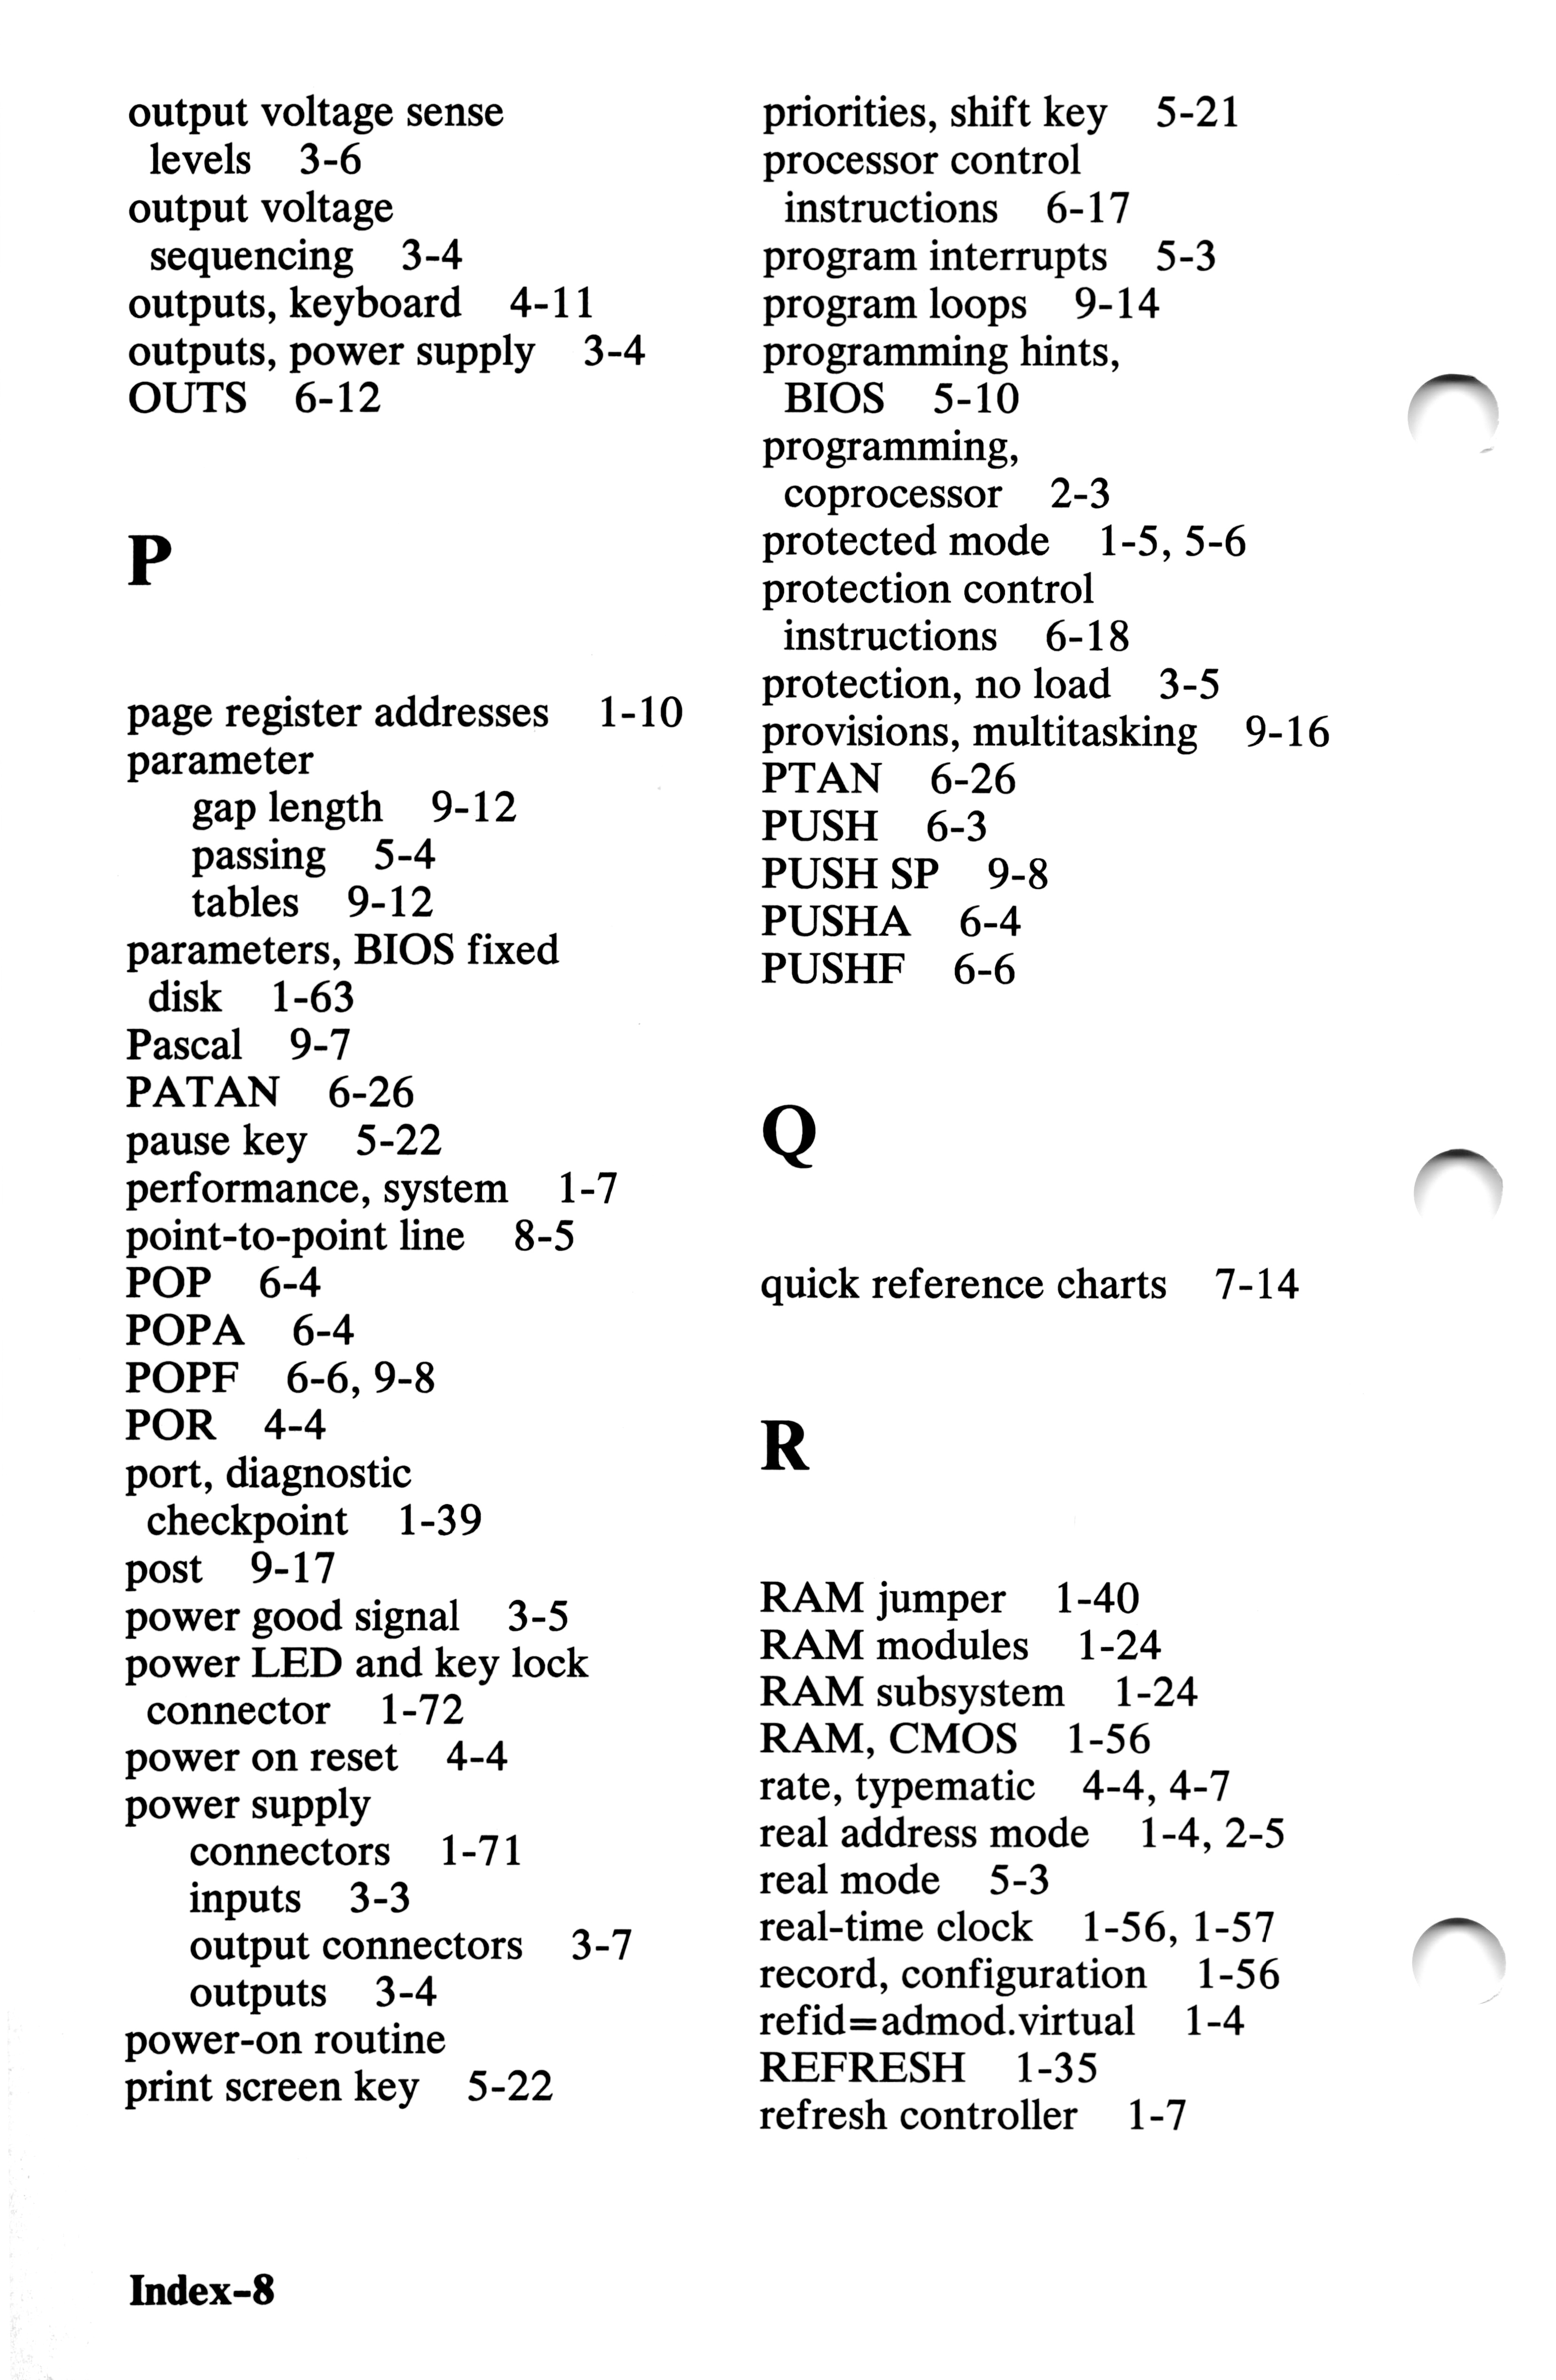 output voltage sense
levels 3-6
output voltage
sequencing 3-4
outputs, keyboard 4-11
outputs, power supply 3-4
OUTS 6-12
P
page register addresses 1-10
parameter
gap length 9-12
passing 5-4
tables 9-12
parameters, BIOS fixed
disk 1-63
Pascal 9-7
PATAN 6-26
pause key 5-22
performance, system 1-7
point-to-point line 8-5
POP 6-4
POPA 6-4
POPF 6-6, 9-8
POR 4-4
port, diagnostic
checkpoint 1-39
post 9-17
power good signal 3-5
power LED and key lock
connector 1-72
power on reset 4-4
power supply
connectors 1-71
inputs 3-3
output connectors 3-7
outputs 3-4
power-on routine
print screen key 5-22
priorities, shift key 5-21
processor control
instructions 6-17
program interrupts 5-3
program loops 9-14
programming hints,
BIOS 5-10
programming,
coprocessor 2-3
protected mode 1-5, 5-6
protection control
instructions 6-18
protection, no load 3-5
provisions, multitasking 9-16
PTAN 6-26
PUSH 6-3
PUSH SP 9-8
PUSHA 6-4
PUSHF 6-6
Q
quick reference charts 7-14
R
RAM jumper 1-40
RAM modules 1-24
RAM subsystem 1-24
RAM, CMOS 1-56
rate, typematic 4-4, 4-7
real address mode 1-4, 2-5
real mode 5-3
real-time clock 1-56, 1-57
record, configuration 1-56
refid=admod.virtual 1-4
REFRESH 1-35
refresh controller 1-7
Index-8